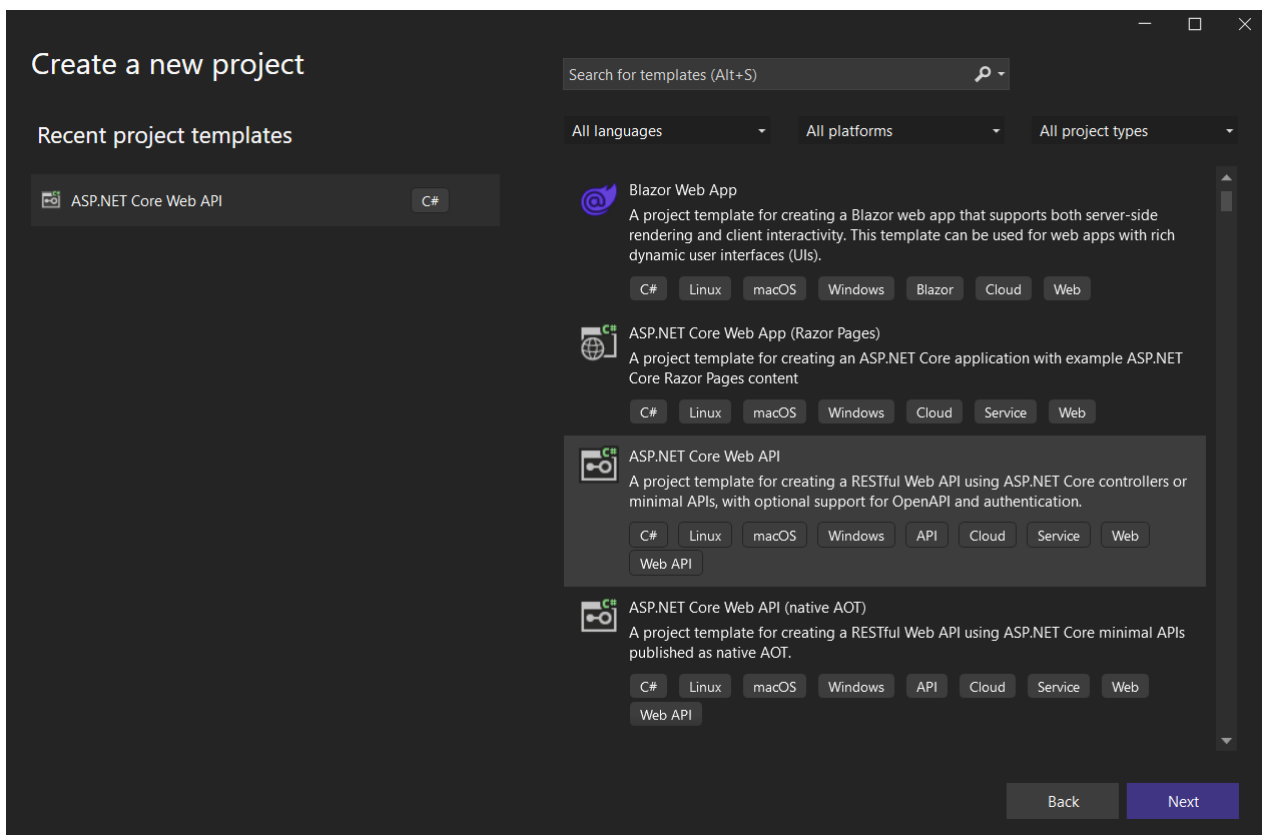 Create a new project
Search for templates (Alt+S)
Recent project templates
All languages
All platforms
All project types
ASP.NET Core Web API
C#
Blazor Web App
A project template for creating a Blazor web app that supports both server-side
rendering and client interactivity. This template can be used for web apps with rich
dynamic user interfaces (UIs).
C# Linux macOS Windows Blazor Cloud Web
C#
ASP.NET Core Web App (Razor Pages)
A project template for creating an ASP.NET Core application with example ASP.NET
Core Razor Pages content
C# Linux macOS Windows Cloud Service Web
C#
ASP.NET Core Web API
A project template for creating a RESTful Web API using ASP.NET Core controllers or
minimal APIs, with optional support for OpenAPI and authentication.
C# Linux macOS Windows API Cloud Service Web
Web API
C#
ASP.NET Core Web API (native AOT)
A project template for creating a RESTful Web API using ASP.NET Core minimal APIs
published as native AOT.
C# Linux macOS Windows API Cloud Service Web
Web API
Back
Next